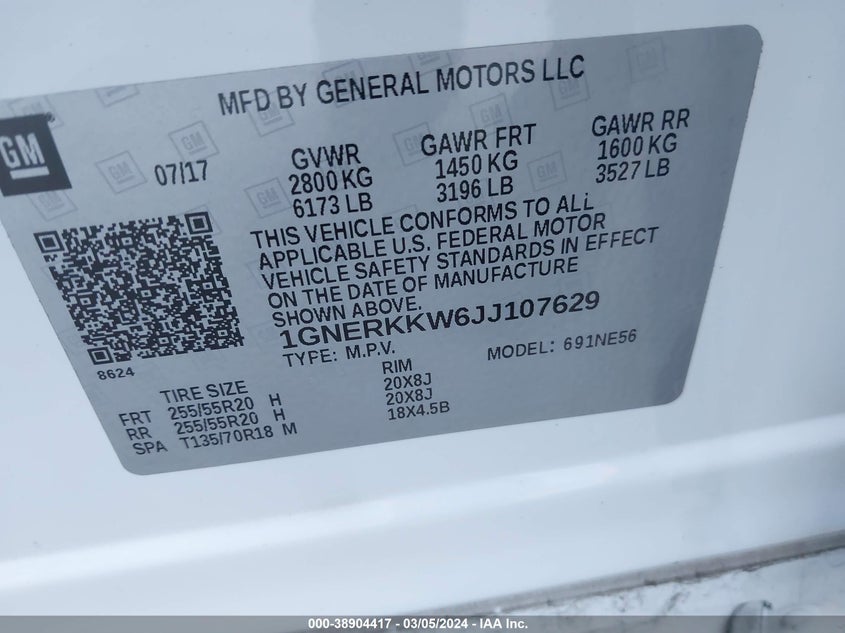 MFD BY GENERAL MOTORS LLC
GM
07/17
GVWR
2800 KG
6173 LB
GAWR FRT
1450 KG
3196 LB
GAWR RR
1600 KG
3527 LB
THIS VEHICLE CONFORMS TO ALL
APPLICABLE U.S. FEDERAL MOTOR
VEHICLE SAFETY STANDARDS IN EFFECT
ON THE DATE OF MANUFACTURE
SHOWN ABOVE.
1GNERKKW6JJ107629
TYPE: M.P.V. MODEL: 691NE56
8624
TIRE SIZE RIM
FRT 255/55R20 H 20X8J
RR 255/55R20 H 20X8J
SPA T135/70R18 M 18X4.5B
000-38904417 - 03/05/2024 - IAA Inc.